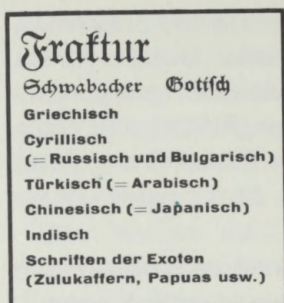 Fraktur
Schwabacher Gotisch
Griechisch
Cyrillisch
(= Russisch und Bulgarisch)
Türkisch (= Arabisch)
Chinesisch (= Japanisch)
Indisch
Schriften der Exoten
(Zulukaffern, Papuas usw.)